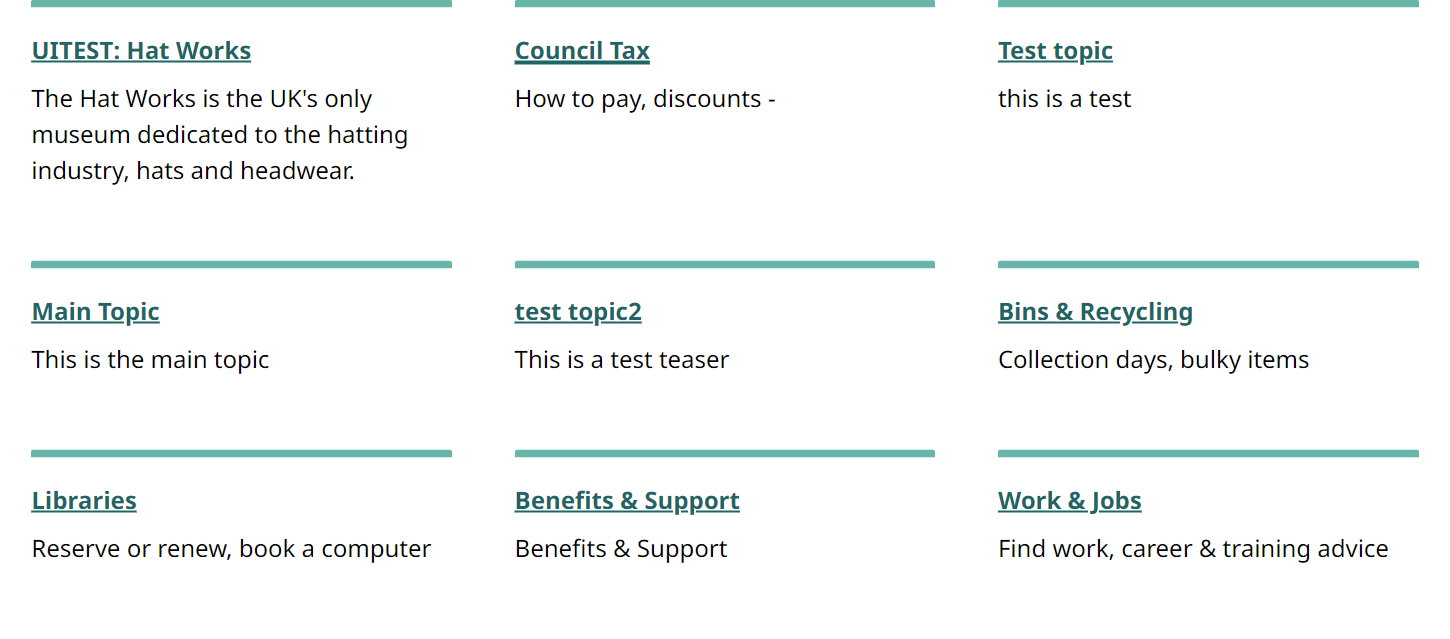 UITEST: Hat Works
The Hat Works is the UK's only
museum dedicated to the hatting
industry, hats and headwear.
Council Tax
How to pay, discounts -
Test topic
this is a test
Main Topic
This is the main topic
test topic2
This is a test teaser
Bins & Recycling
Collection days, bulky items
Libraries
Reserve or renew, book a computer
Benefits & Support
Benefits & Support
Work & Jobs
Find work, career & training advice